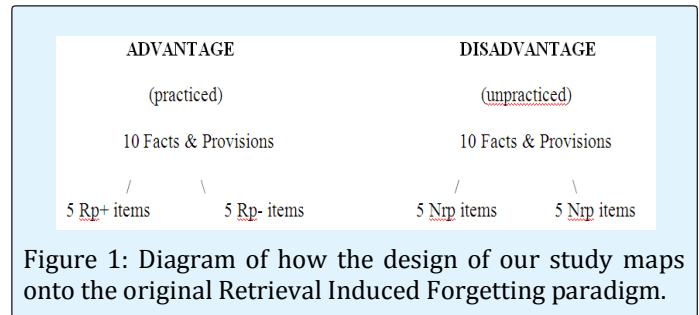 ADVANTAGE DISADVANTAGE
(practiced) (unpracticed)
10 Facts & Provisions 10 Facts & Provisions
/ \ / \
5 Rp+ items 5 Rp- items 5 Nrp items 5 Nrp items
Figure 1: Diagram of how the design of our study maps
onto the original Retrieval Induced Forgetting paradigm.